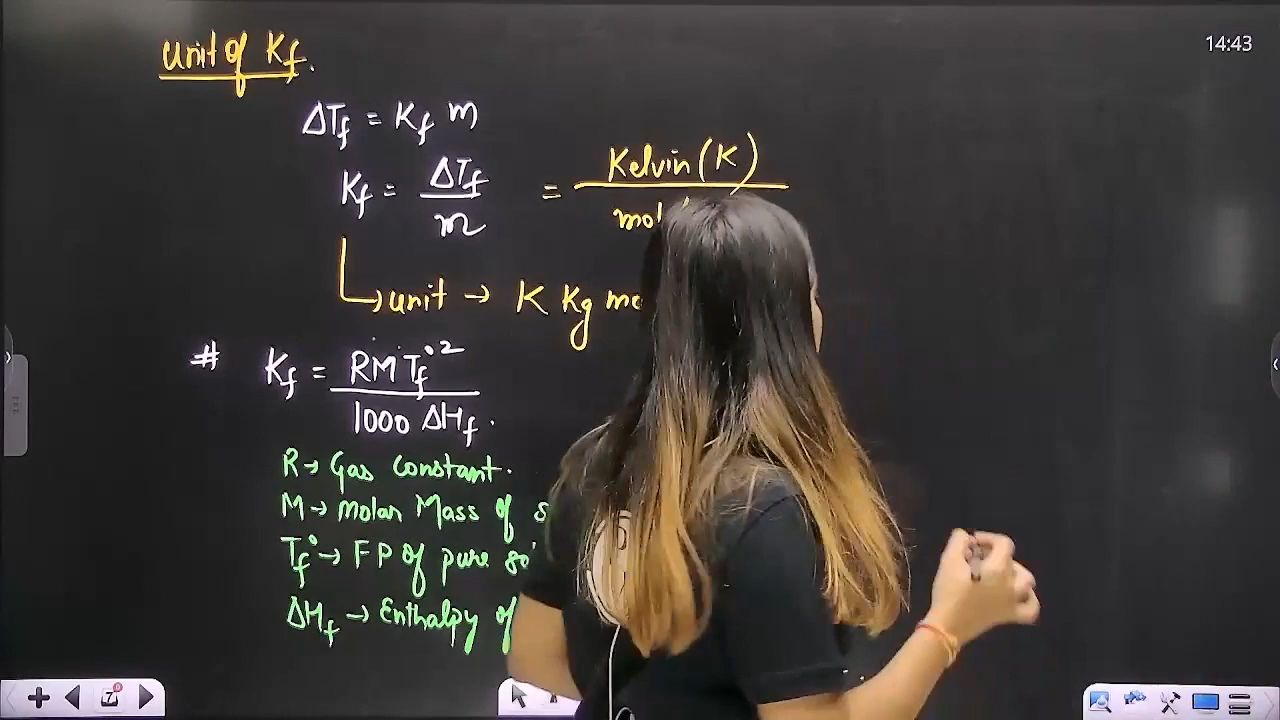 Unit of Kf.
14:43
ΔTf = Kf m
Kf = ΔTf / m = Kelvin (K) / mol
unit → K Kg
# Kf = RMTf°² / 1000 ΔHf.
R → Gas constant.
M → Molar Mass of
Tf° → FP of pure
ΔHf → Enthalpy of